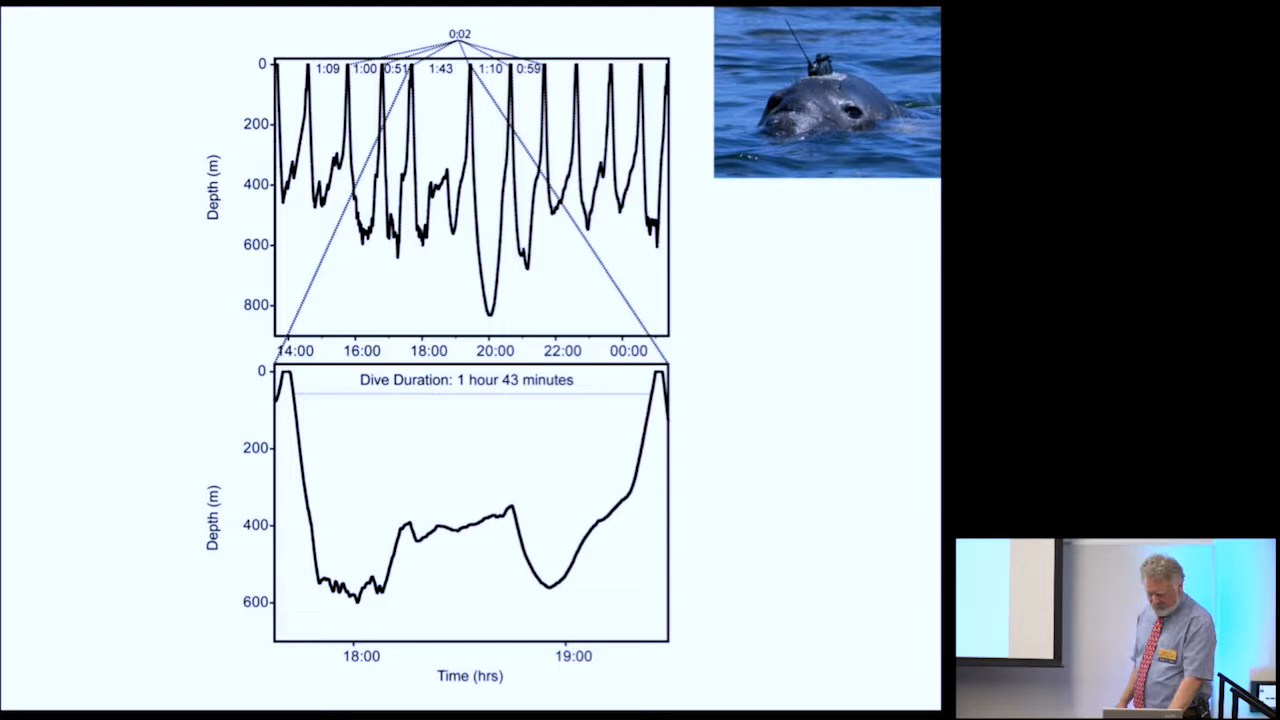 0:02
0
1:09 1:00 0:51 1:43 1:10 0:59
200
400
600
800
Depth (m)
14:00 16:00 18:00 20:00 22:00 00:00
0
Dive Duration: 1 hour 43 minutes
200
400
600
Depth (m)
18:00 19:00
Time (hrs)